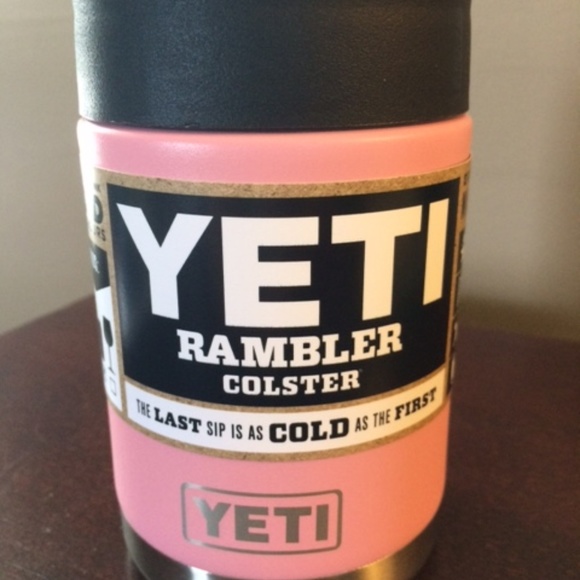 YETI
RAMBLER
COLSTER
THE LAST SIP IS AS COLD AS THE FIRST
YETI